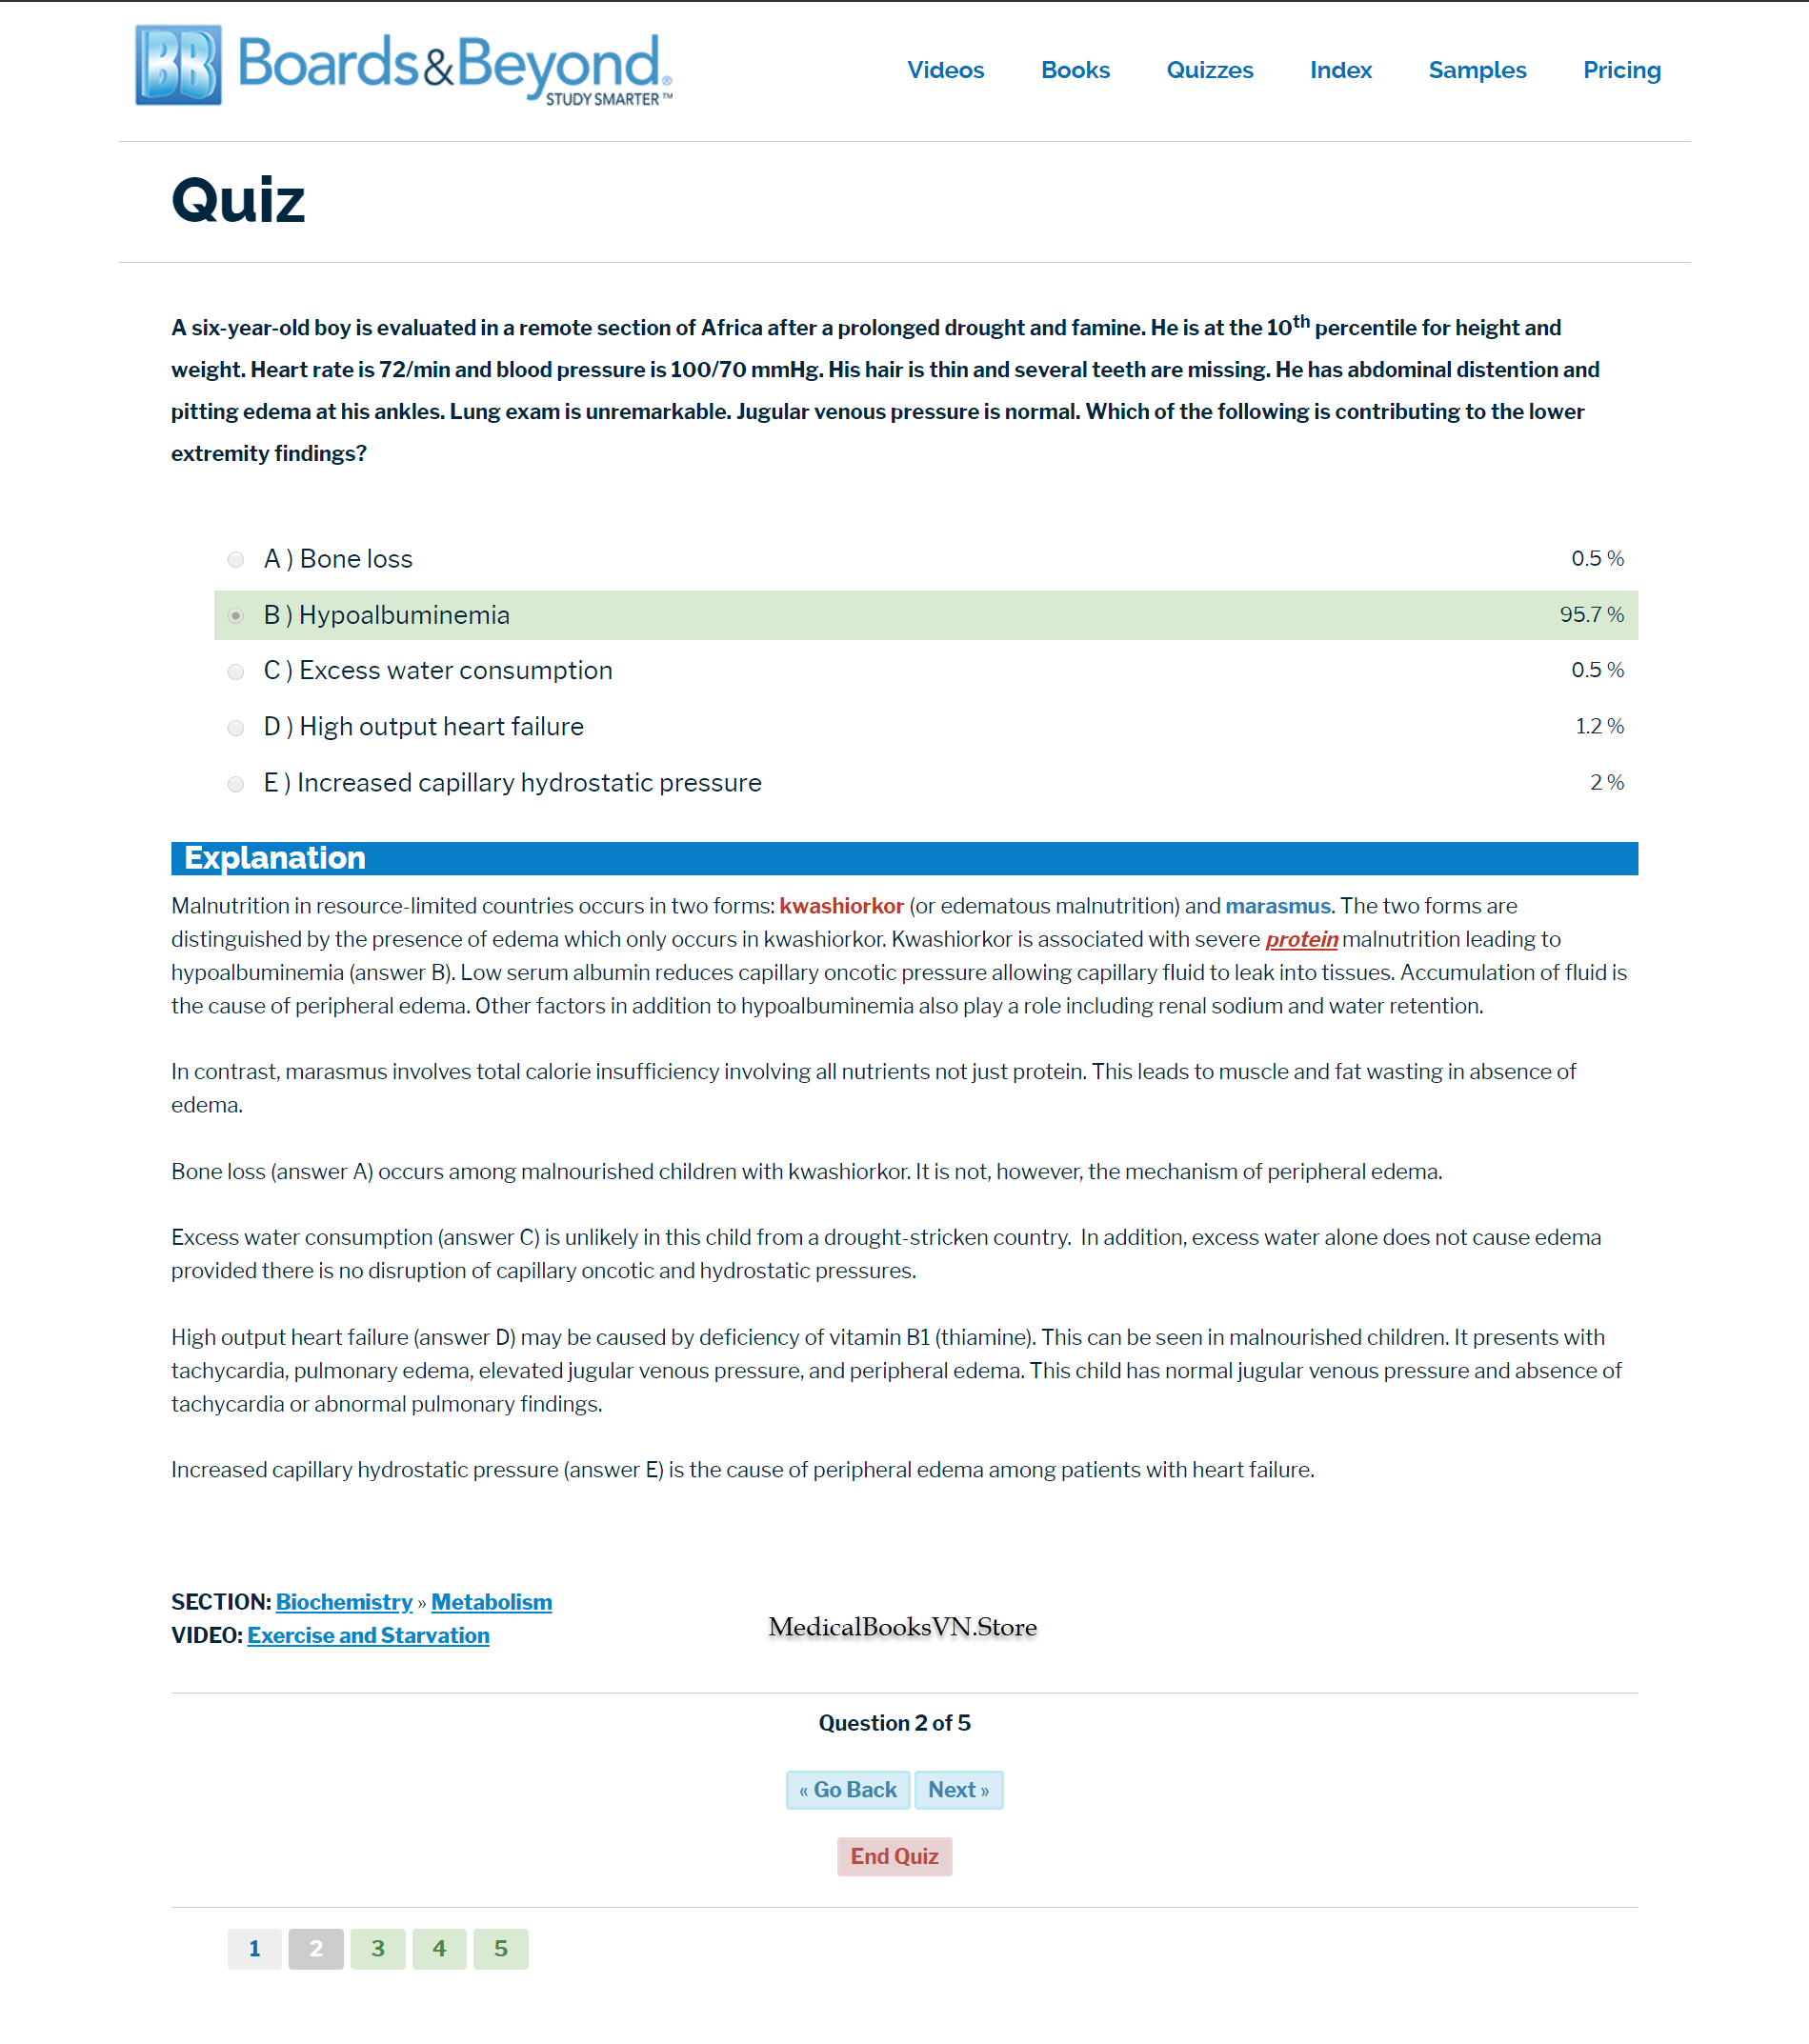 BB Boards&Beyond®
STUDY SMARTER™
Videos Books Quizzes Index Samples Pricing
Quiz
A six-year-old boy is evaluated in a remote section of Africa after a prolonged drought and famine. He is at the 10th percentile for height and
weight. Heart rate is 72/min and blood pressure is 100/70 mmHg. His hair is thin and several teeth are missing. He has abdominal distention and
pitting edema at his ankles. Lung exam is unremarkable. Jugular venous pressure is normal. Which of the following is contributing to the lower
extremity findings?
A ) Bone loss 0.5 %
B ) Hypoalbuminemia 95.7 %
C ) Excess water consumption 0.5 %
D ) High output heart failure 1.2 %
E ) Increased capillary hydrostatic pressure 2 %
Explanation
Malnutrition in resource-limited countries occurs in two forms: kwashiorkor (or edematous malnutrition) and marasmus. The two forms are
distinguished by the presence of edema which only occurs in kwashiorkor. Kwashiorkor is associated with severe protein malnutrition leading to
hypoalbuminemia (answer B). Low serum albumin reduces capillary oncotic pressure allowing capillary fluid to leak into tissues. Accumulation of fluid is
the cause of peripheral edema. Other factors in addition to hypoalbuminemia also play a role including renal sodium and water retention.
In contrast, marasmus involves total calorie insufficiency involving all nutrients not just protein. This leads to muscle and fat wasting in absence of
edema.
Bone loss (answer A) occurs among malnourished children with kwashiorkor. It is not, however, the mechanism of peripheral edema.
Excess water consumption (answer C) is unlikely in this child from a drought-stricken country.  In addition, excess water alone does not cause edema
provided there is no disruption of capillary oncotic and hydrostatic pressures.
High output heart failure (answer D) may be caused by deficiency of vitamin B1 (thiamine). This can be seen in malnourished children. It presents with
tachycardia, pulmonary edema, elevated jugular venous pressure, and peripheral edema. This child has normal jugular venous pressure and absence of
tachycardia or abnormal pulmonary findings.
Increased capillary hydrostatic pressure (answer E) is the cause of peripheral edema among patients with heart failure.
SECTION: Biochemistry » Metabolism
VIDEO: Exercise and Starvation
MedicalBooksVN.Store
Question 2 of 5
« Go Back Next »
End Quiz
1 2 3 4 5